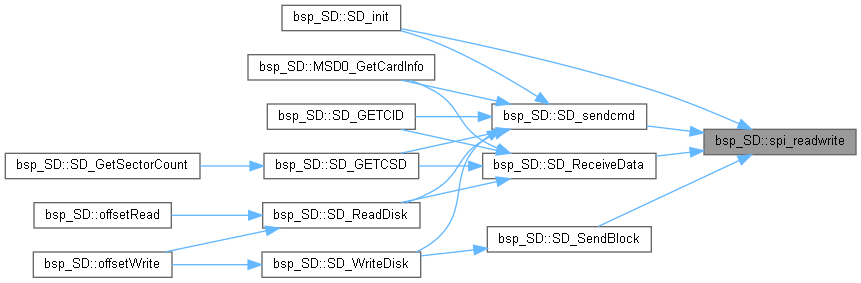 bsp_SD::SD_init
bsp_SD::MSD0_GetCardInfo
bsp_SD::SD_GETCID
bsp_SD::SD_sendcmd
bsp_SD::spi_readwrite
bsp_SD::SD_GetSectorCount
bsp_SD::SD_GETCSD
bsp_SD::SD_ReceiveData
bsp_SD::offsetRead
bsp_SD::SD_ReadDisk
bsp_SD::SD_SendBlock
bsp_SD::offsetWrite
bsp_SD::SD_WriteDisk